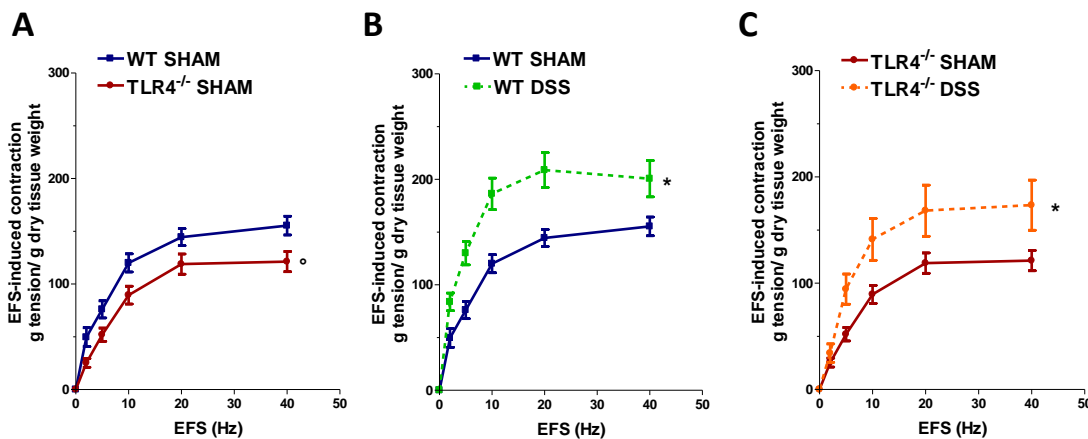 A
WT SHAM
TLR4-/- SHAM
EFS-induced contraction
g tension/ g dry tissue weight
300
200
100
0
0 10 20 30 40 50
EFS (Hz)
°
B
WT SHAM
WT DSS
EFS-induced contraction
g tension/ g dry tissue weight
300
200
100
0
0 10 20 30 40 50
EFS (Hz)
*
C
TLR4-/- SHAM
TLR4-/- DSS
EFS-induced contraction
g tension/ g dry tissue weight
300
200
100
0
0 10 20 30 40 50
EFS (Hz)
*